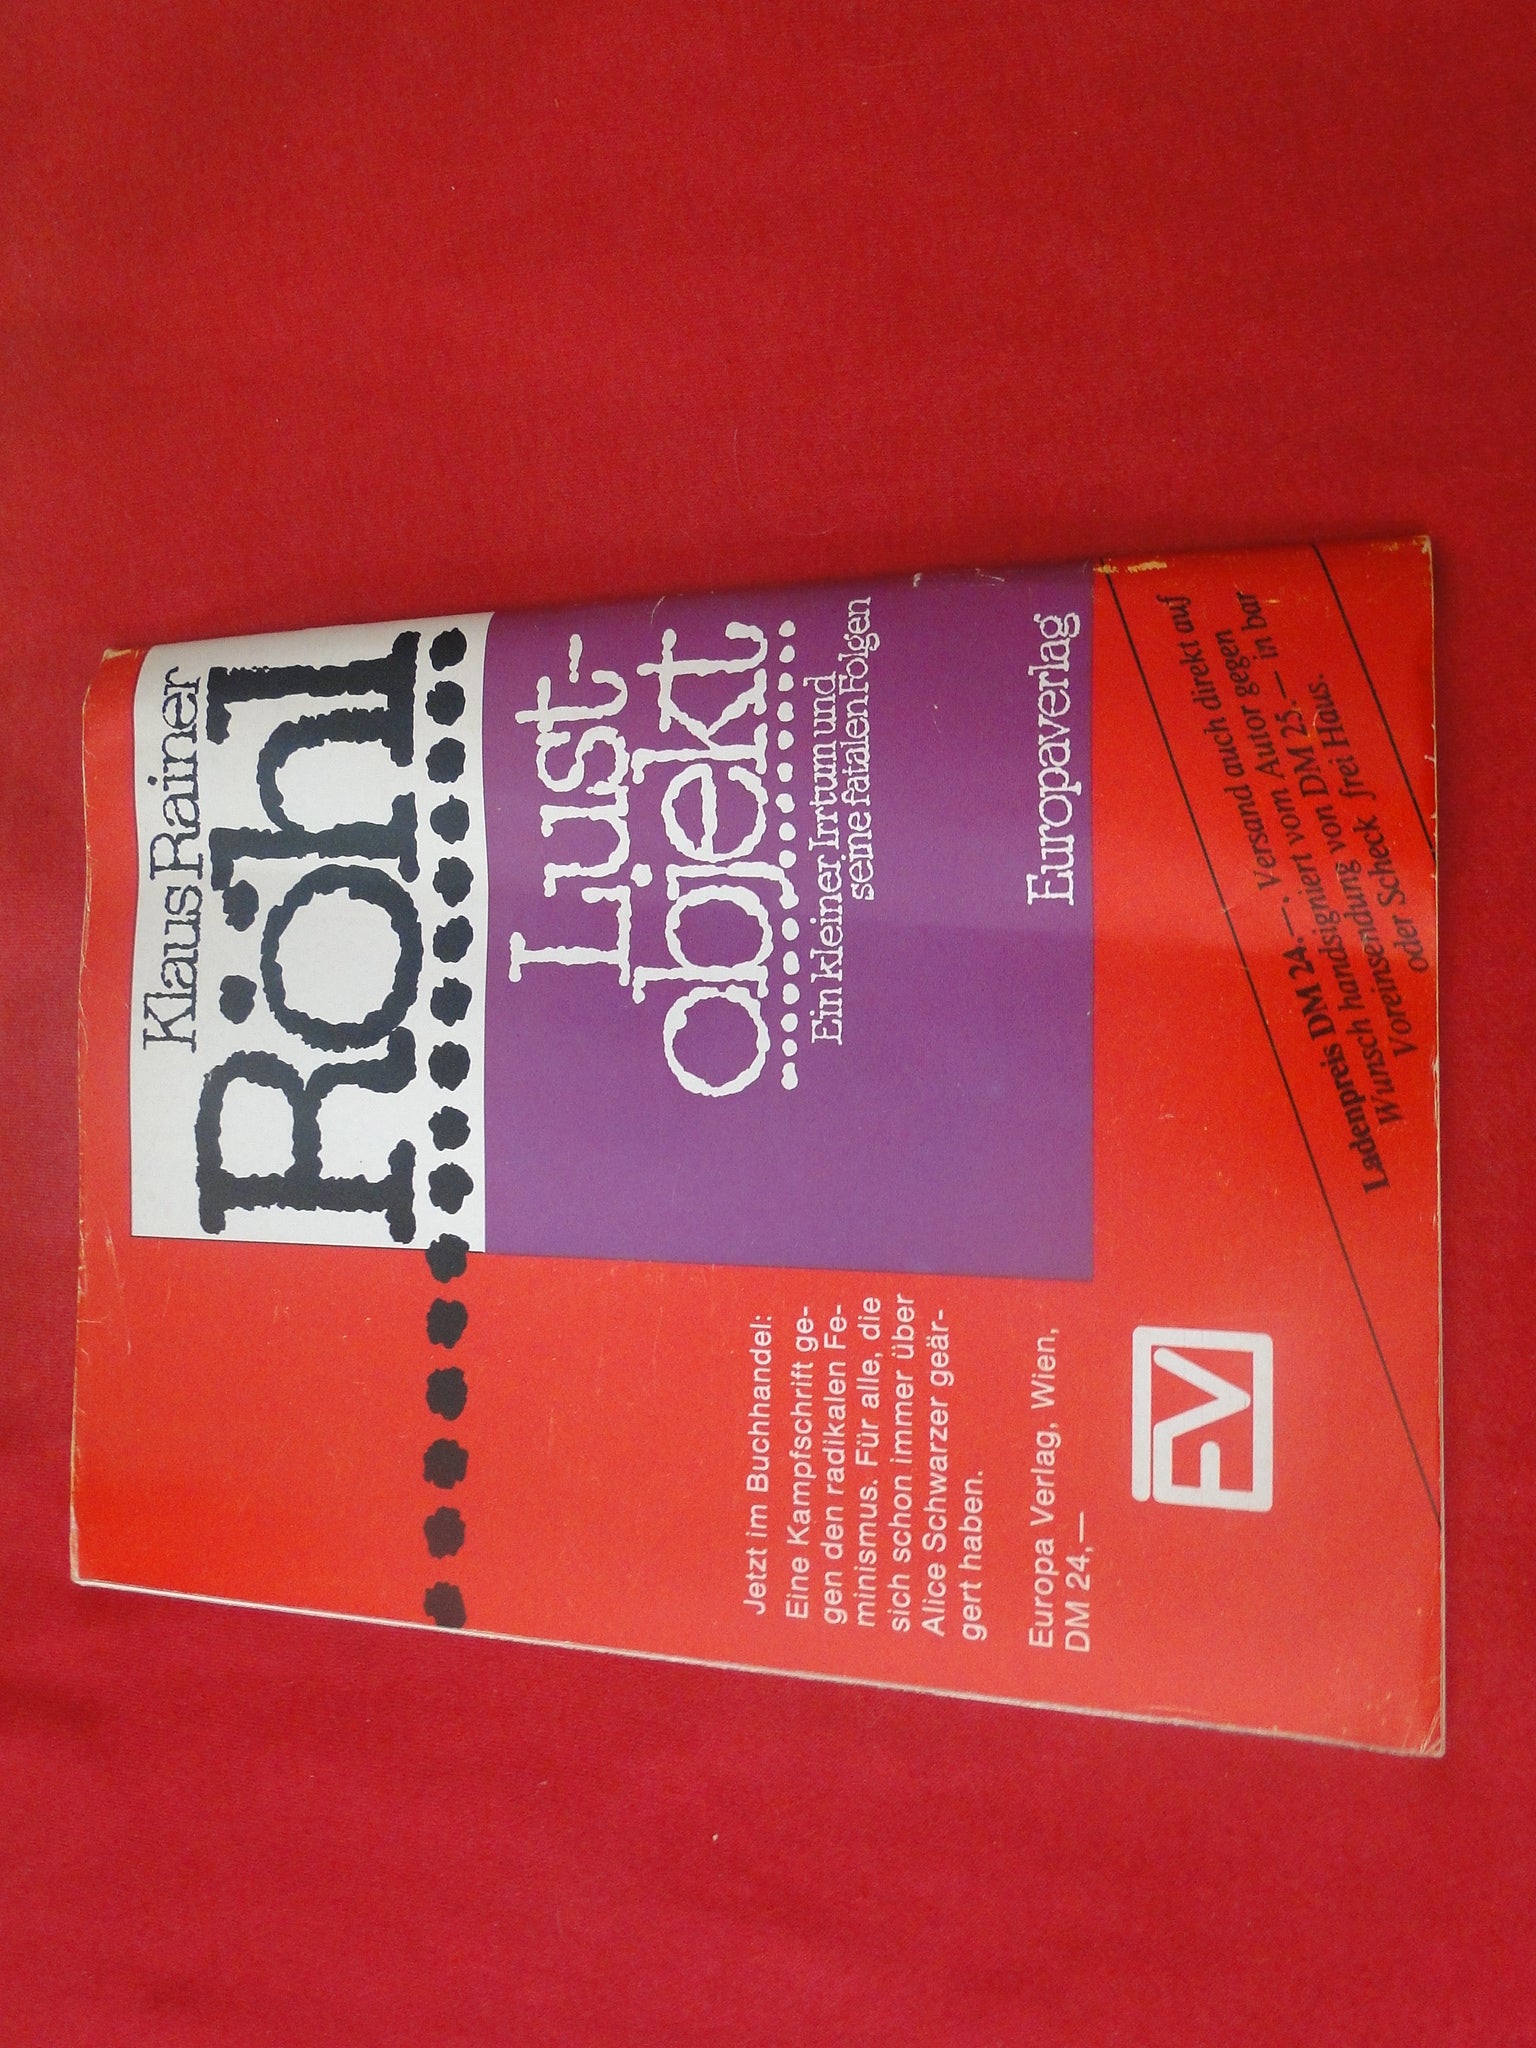 Klaus Rainer
Röhl
Lust-
objekt
Ein kleiner Irrtum und
seine fatalen Folgen
Europaverlag
Jetzt im Buchhandel:
Eine Kampfschrift ge-
gen den radikalen Fe-
minismus. Für alle, die
sich schon immer über
Alice Schwarzer geär-
gert haben.
Europa Verlag, Wien,
DM 24,—
EV
Ladenpreis DM 24,—. Versand auch direkt auf
Wunsch handsigniert vom Autor gegen
Voreinsendung von DM 25,— in bar
oder Scheck frei Haus.